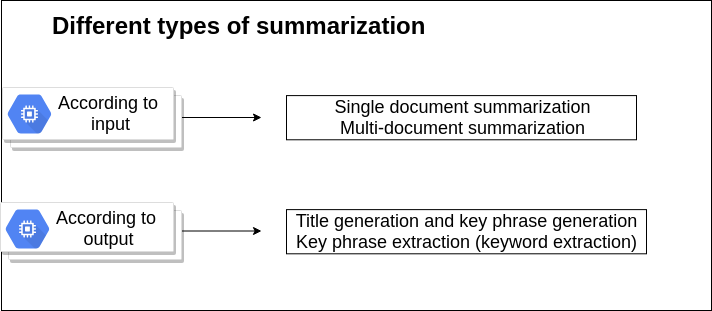 Different types of summarization
According to
input
Single document summarization
Multi-document summarization
According to
output
Title generation and key phrase generation
Key phrase extraction (keyword extraction)